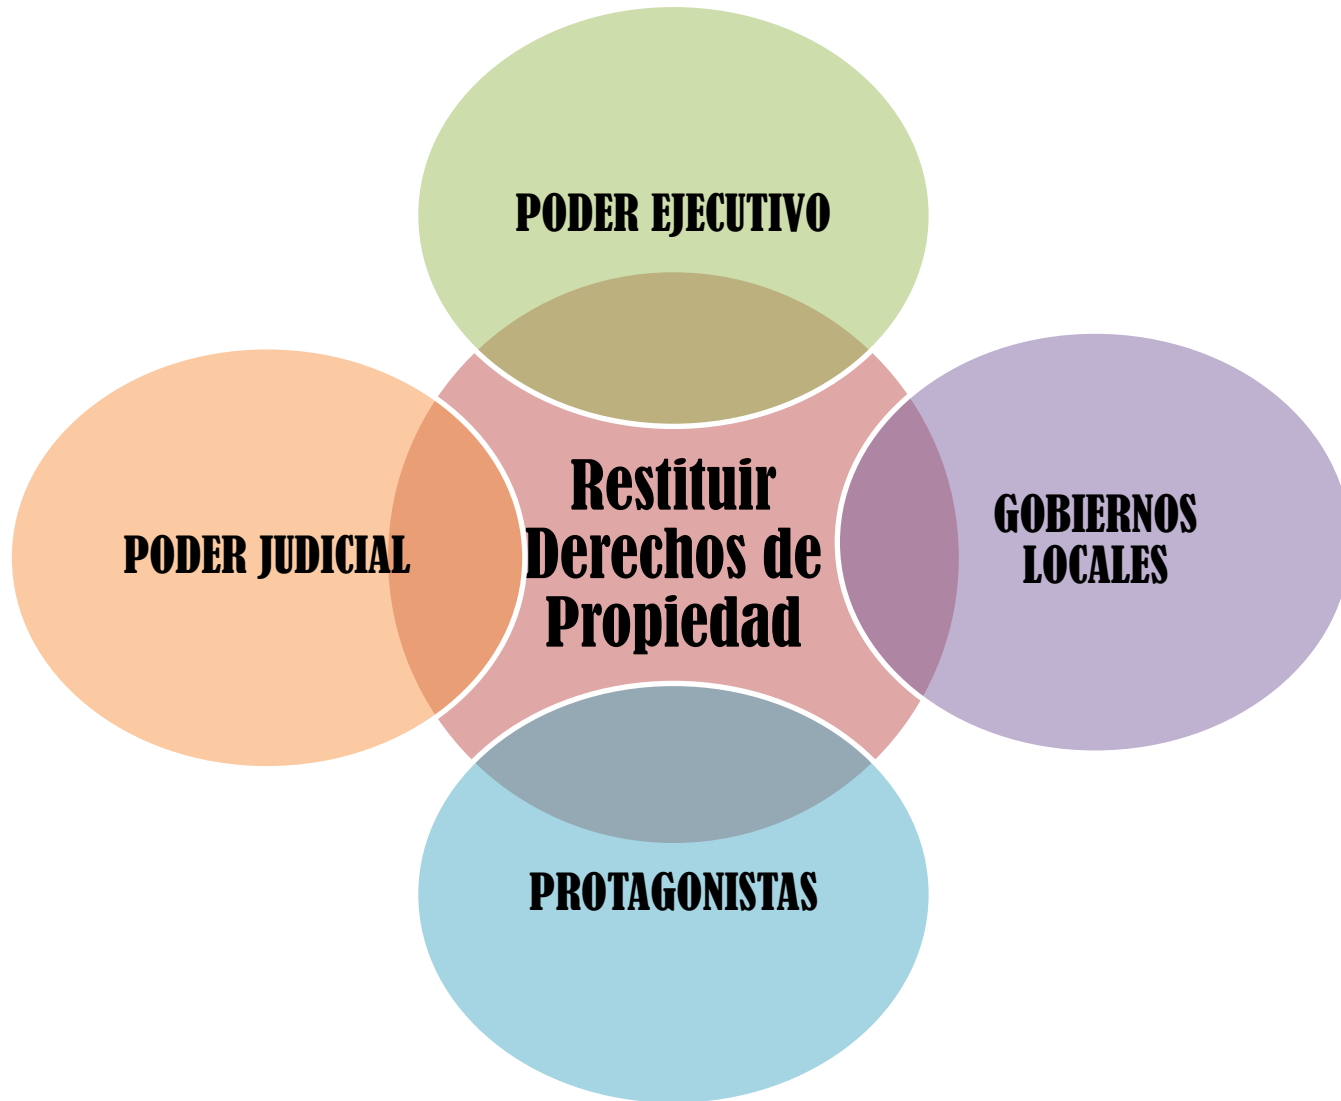 PODER EJECUTIVO
Restituir
Derechos de
Propiedad
GOBIERNOS
LOCALES
PODER JUDICIAL
PROTAGONISTAS